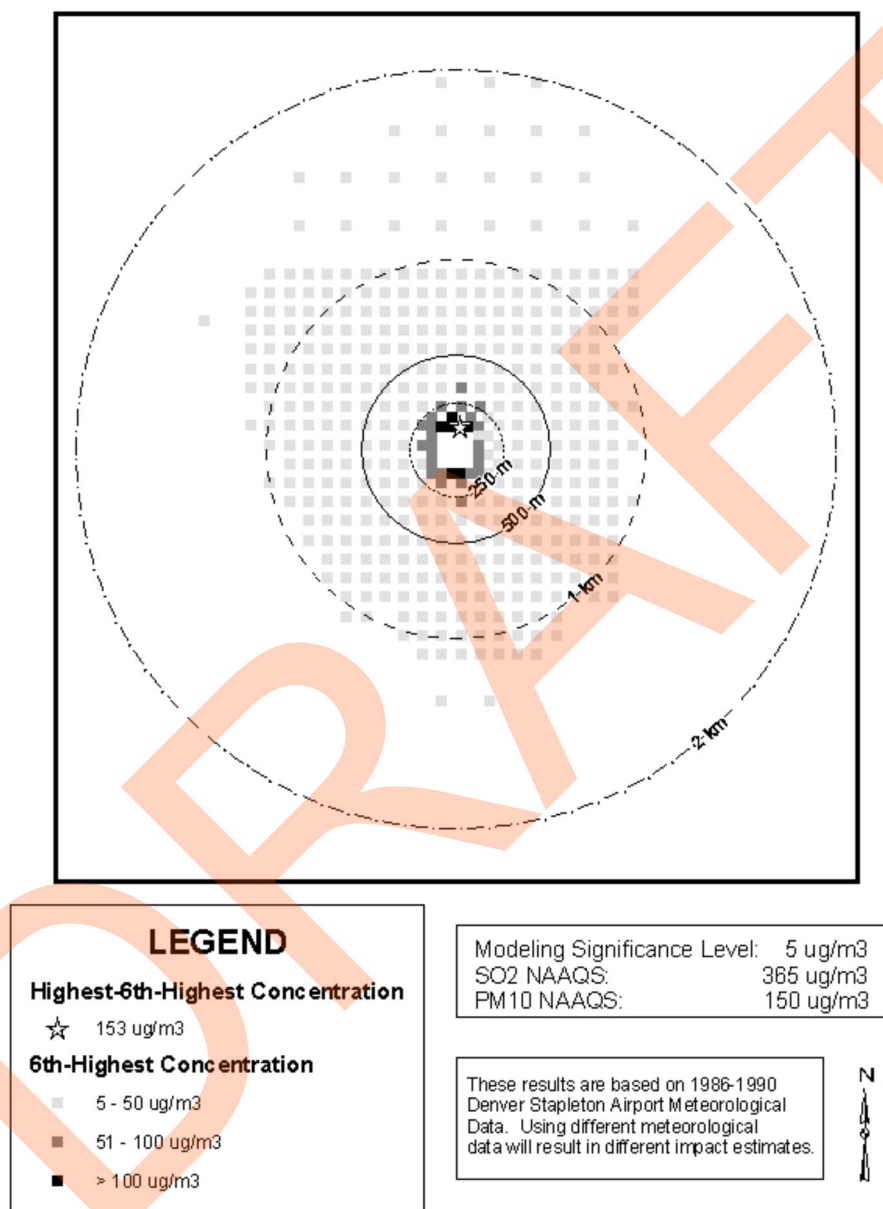 250-m
500-m
1-km
2-km
DRAFT
LEGEND
Highest-6th-Highest Concentration
153 ug/m3
6th-Highest Concentration
5 - 50 ug/m3
51 - 100 ug/m3
> 100 ug/m3
Modeling Significance Level: 5 ug/m3
SO2 NAAQS: 365 ug/m3
PM10 NAAQS: 150 ug/m3
These results are based on 1986-1990
Denver Stapleton Airport Meteorological
Data. Using different meteorological
data will result in different impact estimates.
N